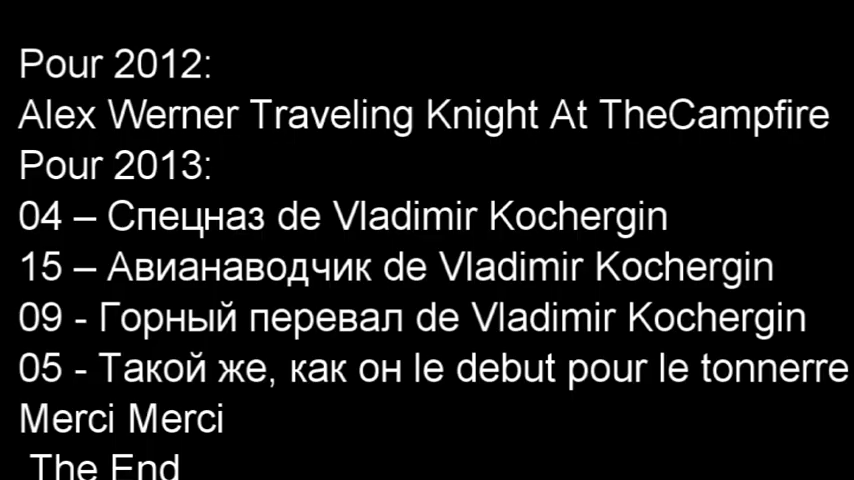 Pour 2012:
Alex Werner Traveling Knight At TheCampfire
Pour 2013:
04 – Спецназ de Vladimir Kochergin
15 – Авианаводчик de Vladimir Kochergin
09 - Горный перевал de Vladimir Kochergin
05 - Такой же, как он le debut pour le tonnerre
Merci Merci
The End